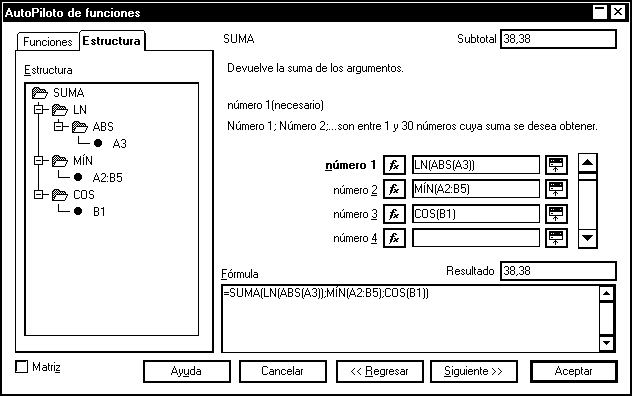 AutoPiloto de funciones
Funciones
Estructura
SUMA
Subtotal
38,38
Estructura
Devuelve la suma de los argumentos.
SUMA
LN
ABS
A3
MÍN
A2:B5
COS
B1
número 1(necesario)
Número 1; Número 2;...son entre 1 y 30 números cuya suma se desea obtener.
número 1
fx
LN(ABS(A3))
número 2
fx
MÍN(A2:B5)
número 3
fx
COS(B1)
número 4
fx
Fórmula
Resultado
38,38
=SUMA(LN(ABS(A3));MÍN(A2:B5);COS(B1))
Matriz
Ayuda
Cancelar
<< Regresar
Siguiente >>
Aceptar